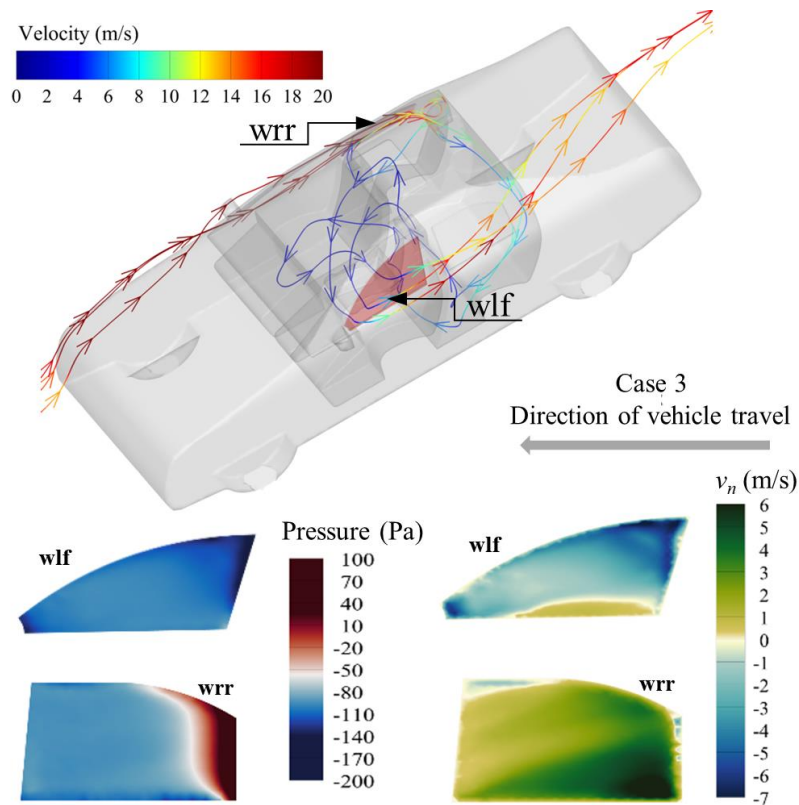 Velocity (m/s)
0 2 4 6 8 10 12 14 16 18 20
wrr
wlf
Case 3
Direction of vehicle travel
wlf
Pressure (Pa)
100
70
40
10
-20
-50
-80
-110
-140
-170
-200
wrr
wlf
vₙ (m/s)
6
5
4
3
2
1
0
-1
-2
-3
-4
-5
-6
-7
wrr